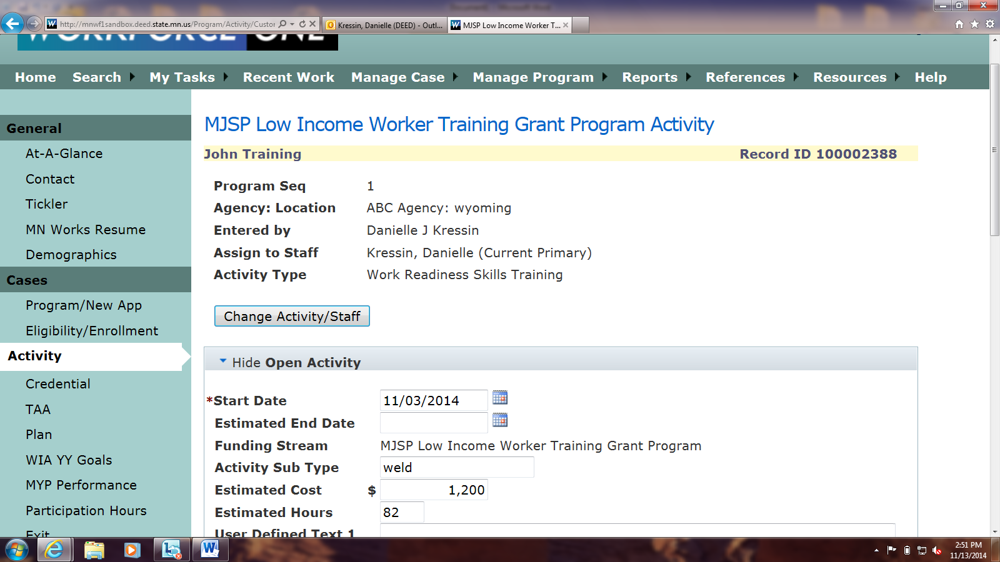 http://mnwf1sandbox.deed.state.mn.us/Program/Activity/Custor
Kressin, Danielle (DEED) - Outl...
MJSP Low Income Worker T...
WORKFORCE ONE
Home Search My Tasks Recent Work Manage Case Manage Program Reports References Resources Help
General
At-A-Glance
Contact
Tickler
MN Works Resume
Demographics
Cases
Program/New App
Eligibility/Enrollment
Activity
Credential
TAA
Plan
WIA YY Goals
MYP Performance
Participation Hours
Exit
MJSP Low Income Worker Training Grant Program Activity
John Training Record ID 100002388
Program Seq 1
Agency: Location ABC Agency: wyoming
Entered by Danielle J Kressin
Assign to Staff Kressin, Danielle (Current Primary)
Activity Type Work Readiness Skills Training
Change Activity/Staff
Hide Open Activity
*Start Date 11/03/2014
Estimated End Date
Funding Stream MJSP Low Income Worker Training Grant Program
Activity Sub Type weld
Estimated Cost $ 1,200
Estimated Hours 82
User Defined Text 1
2:51 PM
11/13/2014